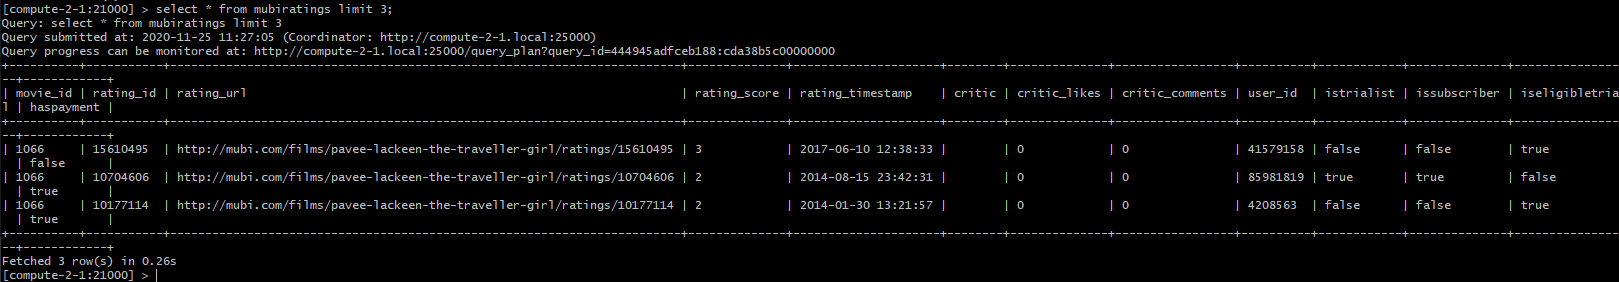 [compute-2-1:21000] > select * from mubiratings limit 3;
Query: select * from mubiratings limit 3
Query submitted at: 2020-11-25 11:27:05 (Coordinator: http://compute-2-1.local:25000)
Query progress can be monitored at: http://compute-2-1.local:25000/query_plan?query_id=444945adfceb188:cda38b5c00000000
+----------+-----------+---------------------------------------------------------------------+--------------+---------------------+--------+--------------+-----------------+----------+------------+--------------+---------------
--+------------+
| movie_id | rating_id | rating_url | rating_score | rating_timestamp | critic | critic_likes | critic_comments | user_id | istrialist | issubscriber | iseligibletria
l | haspayment |
+----------+-----------+---------------------------------------------------------------------+--------------+---------------------+--------+--------------+-----------------+----------+------------+--------------+---------------
--+------------+
| 1066 | 15610495 | http://mubi.com/films/pavee-lackeen-the-traveller-girl/ratings/15610495 | 3 | 2017-06-10 12:38:33 | | 0 | 0 | 41579158 | false | false | true
| false |
| 1066 | 10704606 | http://mubi.com/films/pavee-lackeen-the-traveller-girl/ratings/10704606 | 2 | 2014-08-15 23:42:31 | | 0 | 0 | 85981819 | true | true | false
| true |
| 1066 | 10177114 | http://mubi.com/films/pavee-lackeen-the-traveller-girl/ratings/10177114 | 2 | 2014-01-30 13:21:57 | | 0 | 0 | 4208563 | false | false | true
| true |
+----------+-----------+---------------------------------------------------------------------+--------------+---------------------+--------+--------------+-----------------+----------+------------+--------------+---------------
--+------------+
Fetched 3 row(s) in 0.26s
[compute-2-1:21000] >